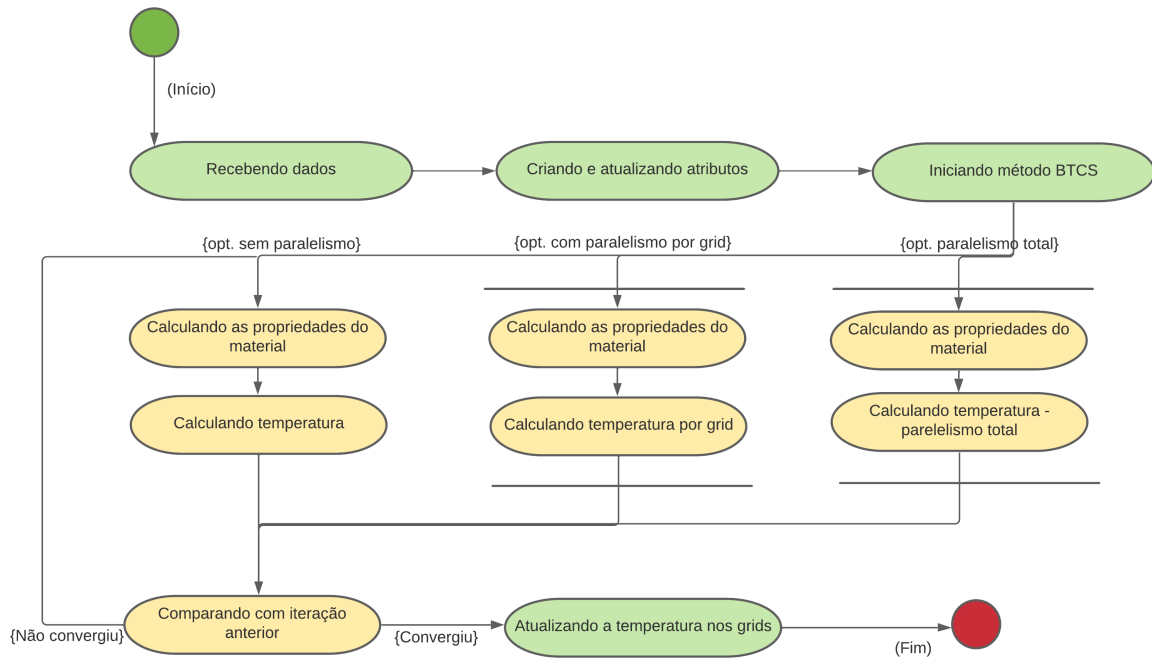 (Início)
Recebendo dados
Criando e atualizando atributos
Iniciando método BTCS
{opt. sem paralelismo}
{opt. com paralelismo por grid}
{opt. paralelismo total}
Calculando as propriedades do
material
Calculando as propriedades do
material
Calculando as propriedades do
material
Calculando temperatura
Calculando temperatura por grid
Calculando temperatura -
parelelismo total
Comparando com iteração
anterior
{Não convergiu}
{Convergiu}
Atualizando a temperatura nos grids
(Fim)